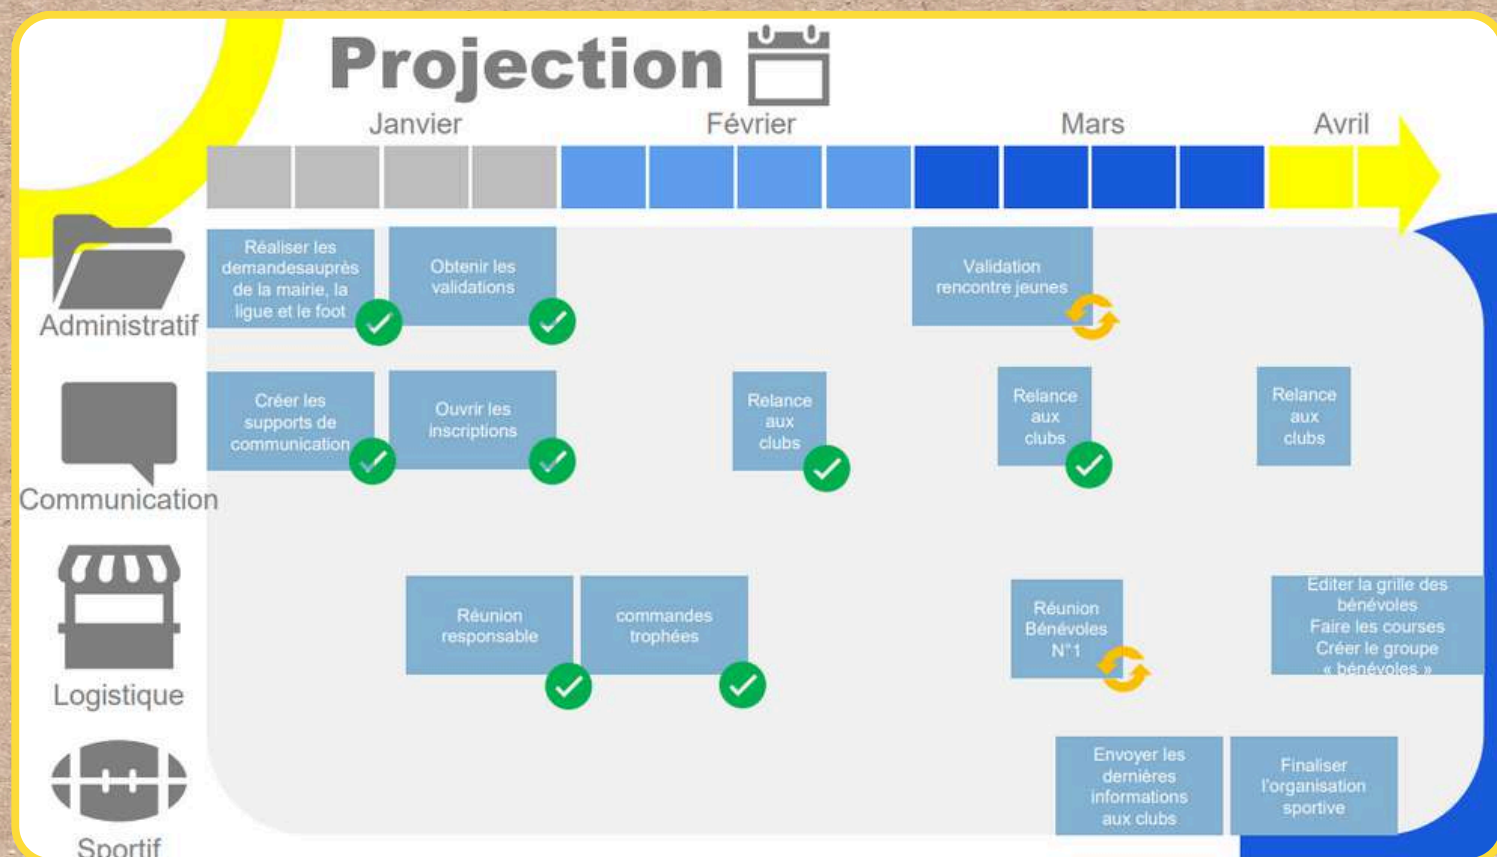 Projection
Janvier
Février
Mars
Avril
Administratif
Réaliser les
demandesauprès
de la mairie, la
ligue et le foot
Obtenir les
validations
Validation
rencontre jeunes
Communication
Créer les
supports de
communication
Ouvrir les
inscriptions
Relance
aux
clubs
Relance
aux
clubs
Relance
aux
clubs
Logistique
Réunion
responsable
commandes
trophées
Réunion
Bénévoles
N°1
Editer la grille des
bénévoles
Faire les courses
Créer le groupe
« bénévoles »
Sportif
Envoyer les
dernières
informations
aux clubs
Finaliser
l'organisation
sportive